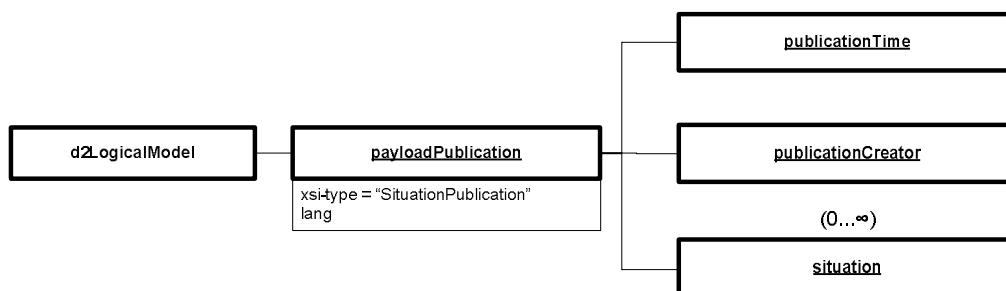 publicationTime
d2LogicalModel
payloadPublication
publicationCreator
xsi-type = “SituationPublication”
lang
(0...∞)
situation